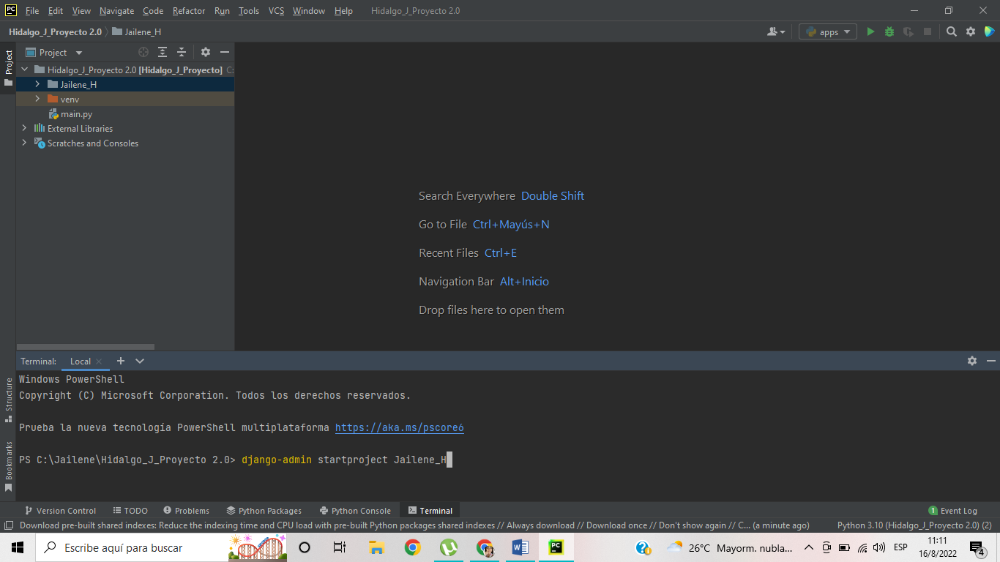 PC File Edit View Navigate Code Refactor Run Tools VCS Window Help Hidalgo_J_Proyecto 2.0
Hidalgo_J_Proyecto 2.0 Jailene_H apps
Project
Project
Hidalgo_J_Proyecto 2.0 [Hidalgo_J_Proyecto] C:
Jailene_H
venv
main.py
External Libraries
Scratches and Consoles
Search Everywhere Double Shift
Go to File Ctrl+Mayús+N
Recent Files Ctrl+E
Navigation Bar Alt+Inicio
Drop files here to open them
Terminal: Local
Structure
Bookmarks
Windows PowerShell
Copyright (C) Microsoft Corporation. Todos los derechos reservados.
Prueba la nueva tecnología PowerShell multiplataforma https://aka.ms/pscore6
PS C:\Jailene\Hidalgo_J_Proyecto 2.0> django-admin startproject Jailene_H
Version Control TODO Problems Python Packages Python Console Terminal 1 Event Log
Download pre-built shared indexes: Reduce the indexing time and CPU load with pre-built Python packages shared indexes // Always download // Download once // Don't show again // C... (a minute ago) Python 3.10 (Hidalgo_J_Proyecto 2.0) (2)
Escribe aquí para buscar W PC 26°C Mayorm. nubla... ESP 11:11
16/8/2022 4